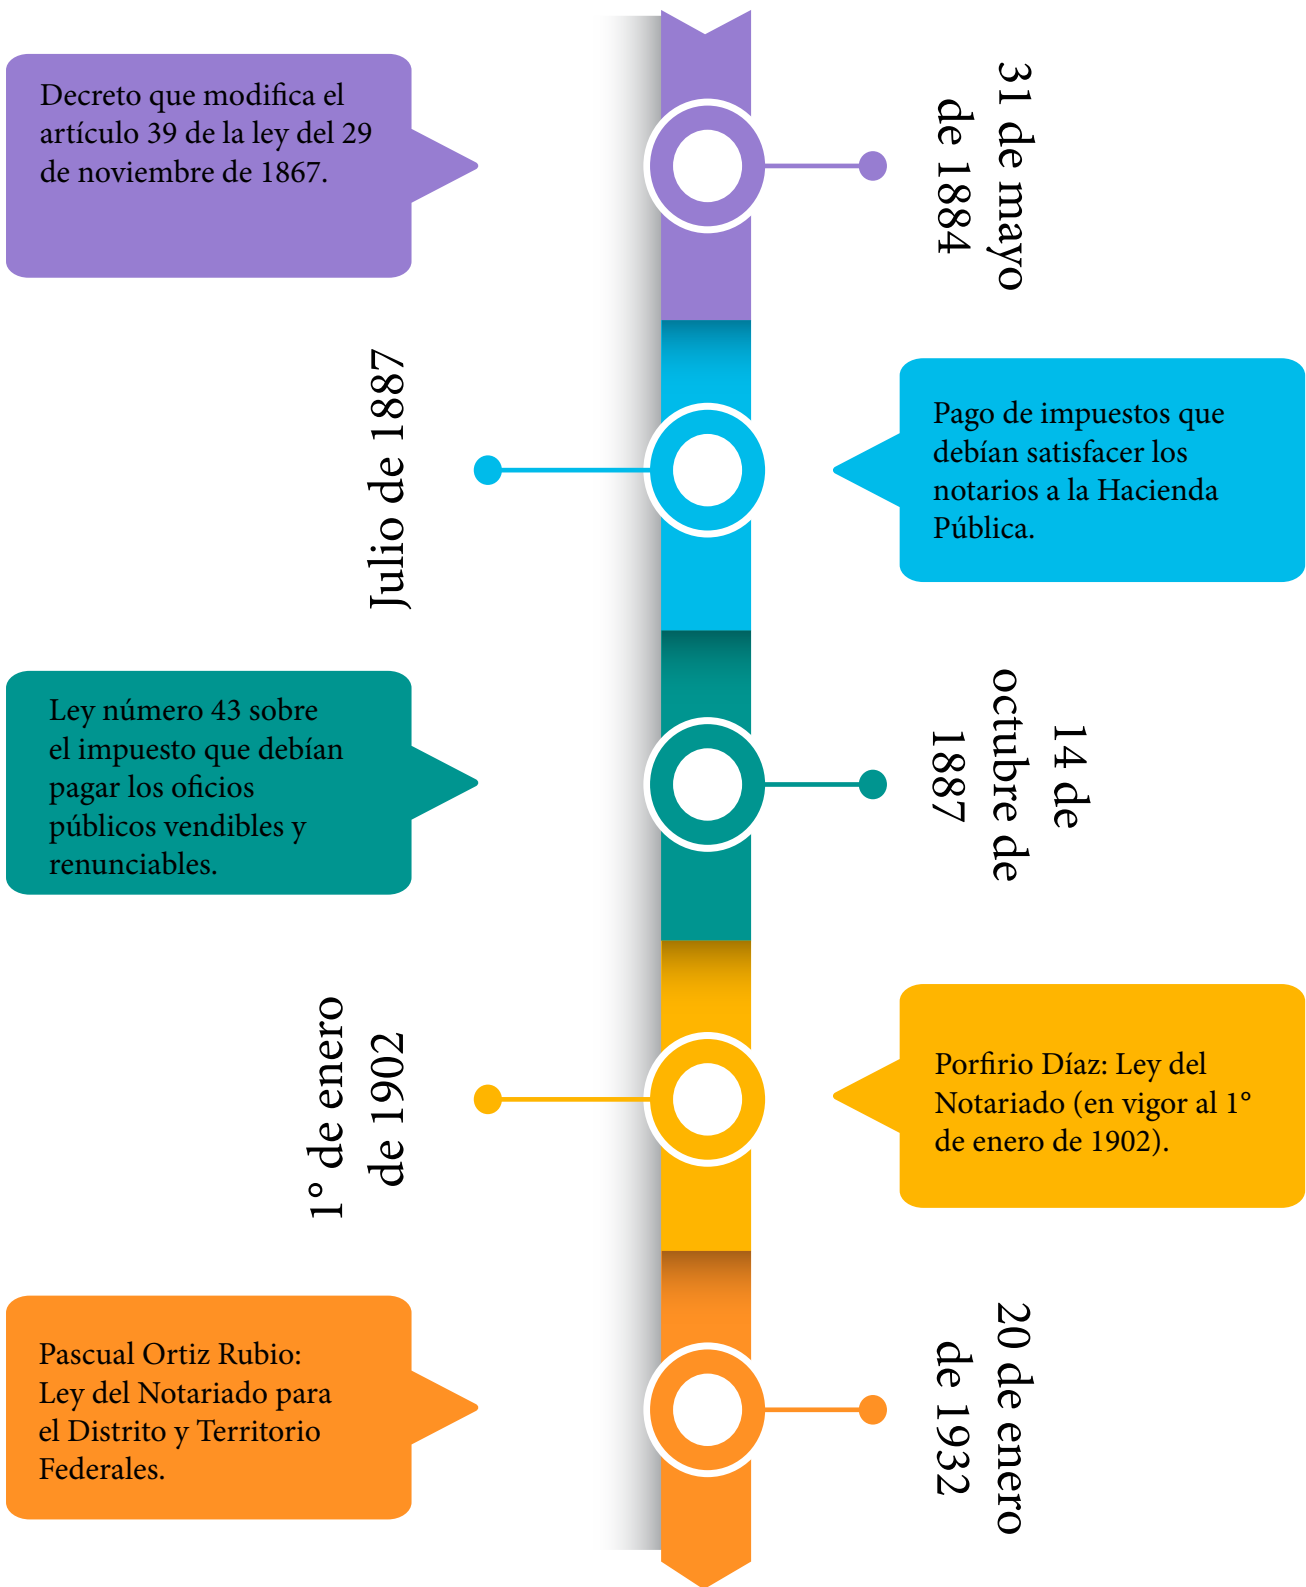 Decreto que modifica el
artículo 39 de la ley del 29
de noviembre de 1867.
31 de mayo
de 1884
Julio de 1887
Pago de impuestos que
debían satisfacer los
notarios a la Hacienda
Pública.
Ley número 43 sobre
el impuesto que debían
pagar los oficios
públicos vendibles y
renunciables.
14 de
octubre de
1887
1° de enero
de 1902
Porfirio Díaz: Ley del
Notariado (en vigor al 1°
de enero de 1902).
Pascual Ortiz Rubio:
Ley del Notariado para
el Distrito y Territorio
Federales.
20 de enero
de 1932